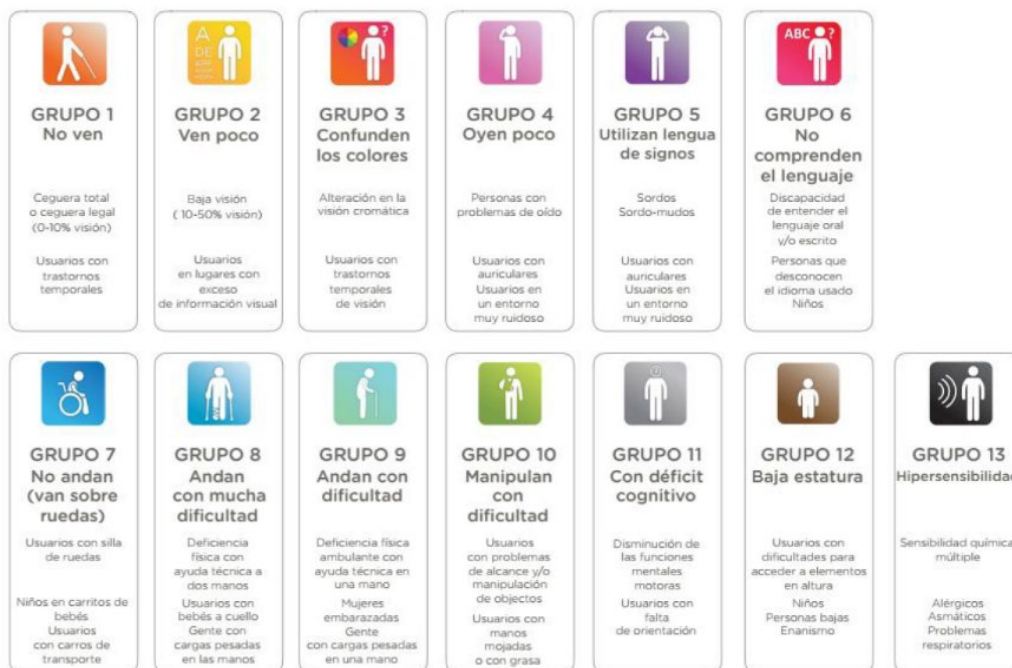 GRUPO 1
No ven
Ceguera total
o ceguera legal
(0-10% visión)
Usuarios con
trastornos
temporales
A
DE
GRUPO 2
Ven poco
Baja visión
( 10-50% visión)
Usuarios
en lugares con
exceso
de información visual
?
GRUPO 3
Confunden
los colores
Alteración en la
visión cromática
Usuarios con
trastornos
temporales
de visión
GRUPO 4
Oyen poco
Personas con
problemas de oído
Usuarios con
auriculares
Usuarios en
un entorno
muy ruidoso
GRUPO 5
Utilizan lengua
de signos
Sordos
Sordo-mudos
Usuarios con
auriculares
Usuarios en
un entorno
muy ruidoso
ABC ?
GRUPO 6
No
comprenden
el lenguaje
Discapacidad
de entender el
lenguaje oral
y/o escrito
Personas que
desconocen
el idioma usado
Niños
GRUPO 7
No andan
(van sobre
ruedas)
Usuarios con silla
de ruedas
Niños en carritos de
bebés
Usuarios
con carros de
transporte
GRUPO 8
Andan
con mucha
dificultad
Deficiencia
física con
ayuda técnica a
dos manos
Usuarios con
bebés a cuello
Gente con
cargas pesadas
en las manos
GRUPO 9
Andan con
dificultad
Deficiencia física
ambulante con
ayuda técnica en
una mano
Mujeres
embarazadas
Gente
con cargas pesadas
en una mano
GRUPO 10
Manipulan
con
dificultad
Usuarios
con problemas
de alcance y/o
manipulación
de objectos
Usuarios con
manos
mojadas
o con grasa
GRUPO 11
Con déficit
cognitivo
Disminución de
las funciones
mentales
motoras
Usuarios con
falta
de orientación
GRUPO 12
Baja estatura
Usuarios con
dificultades para
acceder a elementos
en altura
Niños
Personas bajas
Enanismo
GRUPO 13
Hipersensibilidad
Sensibilidad química
múltiple
Alérgicos
Asmáticos
Problemas
respiratorios